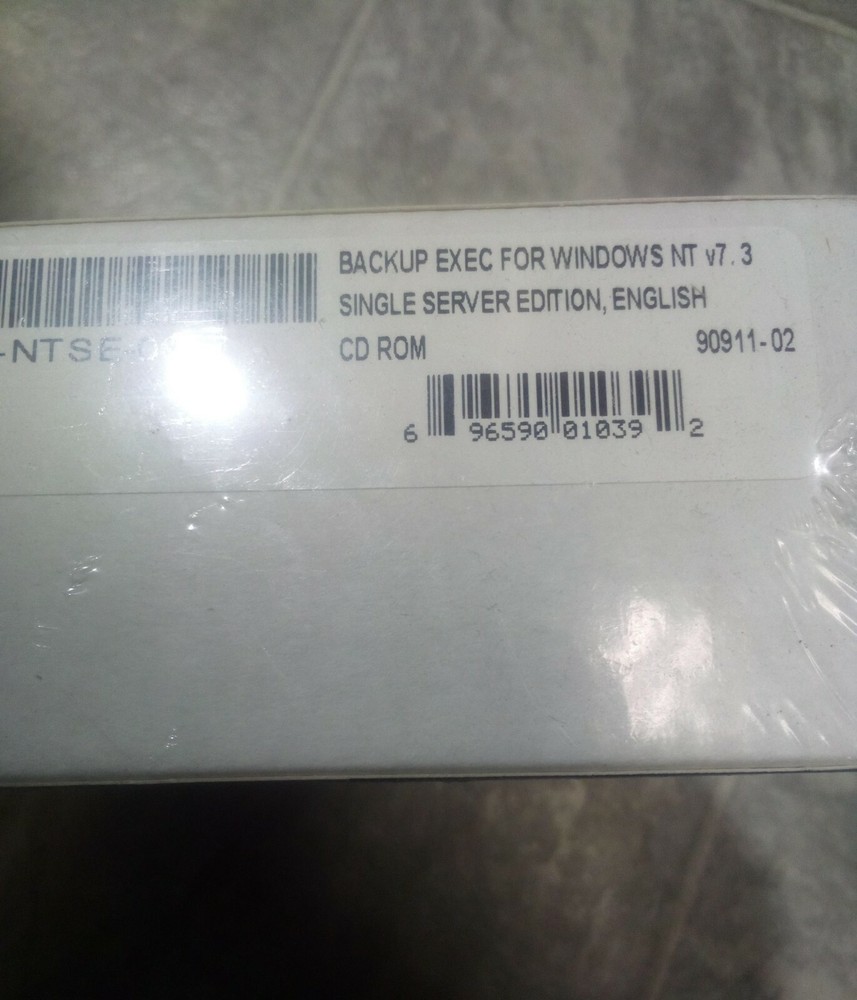 BACKUP EXEC FOR WINDOWS NT v7.3
SINGLE SERVER EDITION, ENGLISH
-NTSE-
CD ROM 90911-02
6 96590 01039 2